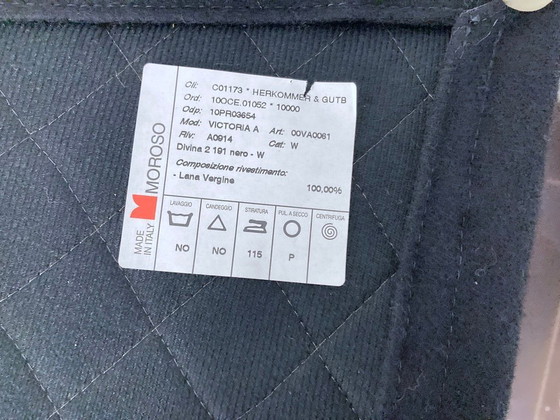 Cli: C01173 * HERKOMMER & GUTB
Ord: 10OCE.01052 * 10000
Odp: 10PR03654
Mod: VICTORIA A Art: 00VA0061
Riv: A0914 Cat: W
Divina 2 191 nero - W
Composizione rivestimento:
- Lana Vergine 100,00%
MADE IN ITALY
MOROSO
LAVAGGIO CANDEGGIO STIRATURA PUL. A SECCO CENTRIFUGA
NO NO 115 P